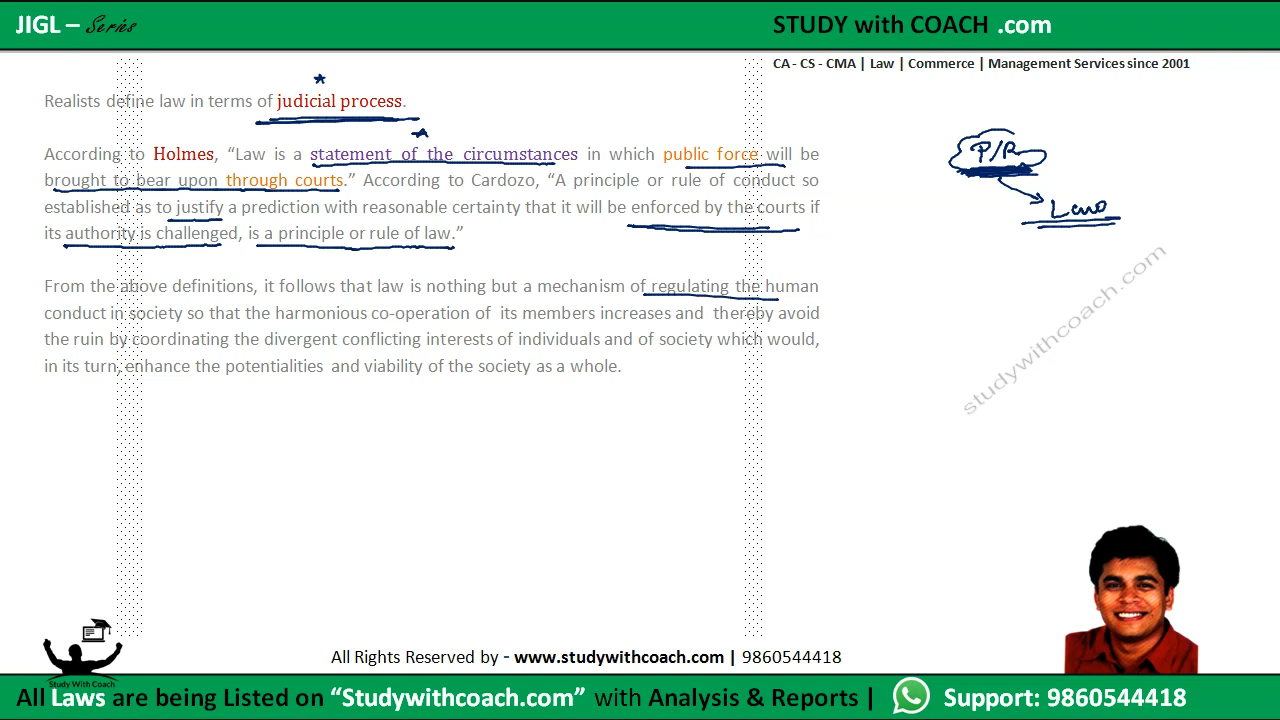 JIGL – Series
STUDY with COACH .com
CA - CS - CMA | Law | Commerce | Management Services since 2001
Realists define law in terms of judicial process.
According to Holmes, “Law is a statement of the circumstances in which public force will be
brought to bear upon through courts.” According to Cardozo, “A principle or rule of conduct so
established as to justify a prediction with reasonable certainty that it will be enforced by the courts if
its authority is challenged, is a principle or rule of law.”
From the above definitions, it follows that law is nothing but a mechanism of regulating the human
conduct in society so that the harmonious co-operation of its members increases and thereby avoid
the ruin by coordinating the divergent conflicting interests of individuals and of society which would,
in its turn, enhance the potentialities and viability of the society as a whole.
P/R
Law
studywithcoach.com
Study With Coach
All Rights Reserved by - www.studywithcoach.com | 9860544418
All Laws are being Listed on “Studywithcoach.com” with Analysis & Reports |
Support: 9860544418